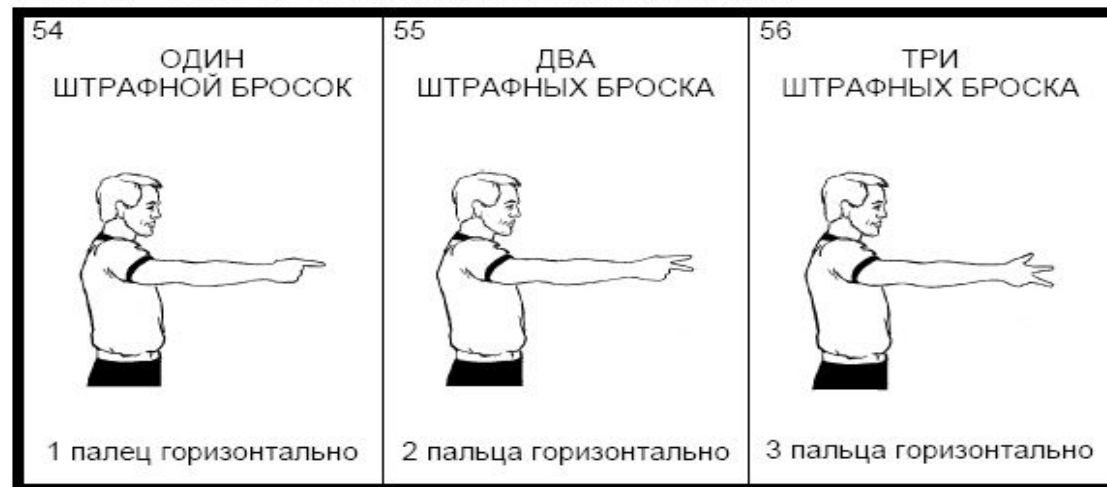 54
ОДИН
ШТРАФНОЙ БРОСОК
1 палец горизонтально
55
ДВА
ШТРАФНЫХ БРОСКА
2 пальца горизонтально
56
ТРИ
ШТРАФНЫХ БРОСКА
3 пальца горизонтально